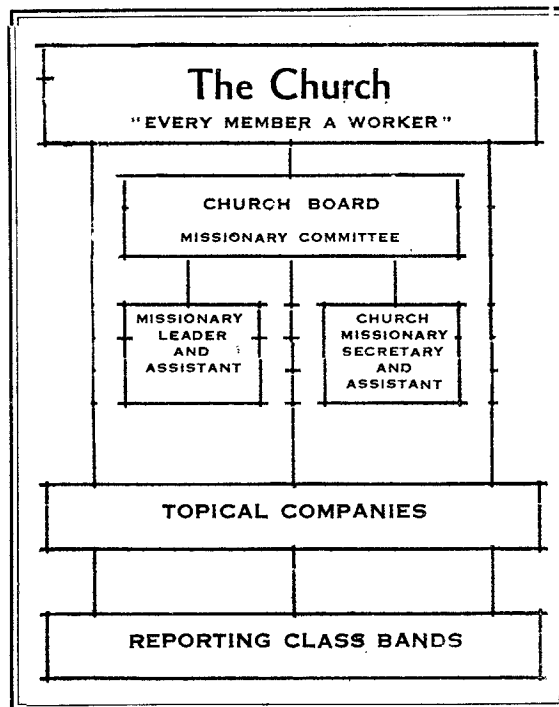 The Church
"EVERY MEMBER A WORKER"
CHURCH BOARD
MISSIONARY COMMITTEE
MISSIONARY
LEADER
AND
ASSISTANT
CHURCH
MISSIONARY
SECRETARY
AND
ASSISTANT
TOPICAL COMPANIES
REPORTING CLASS BANDS